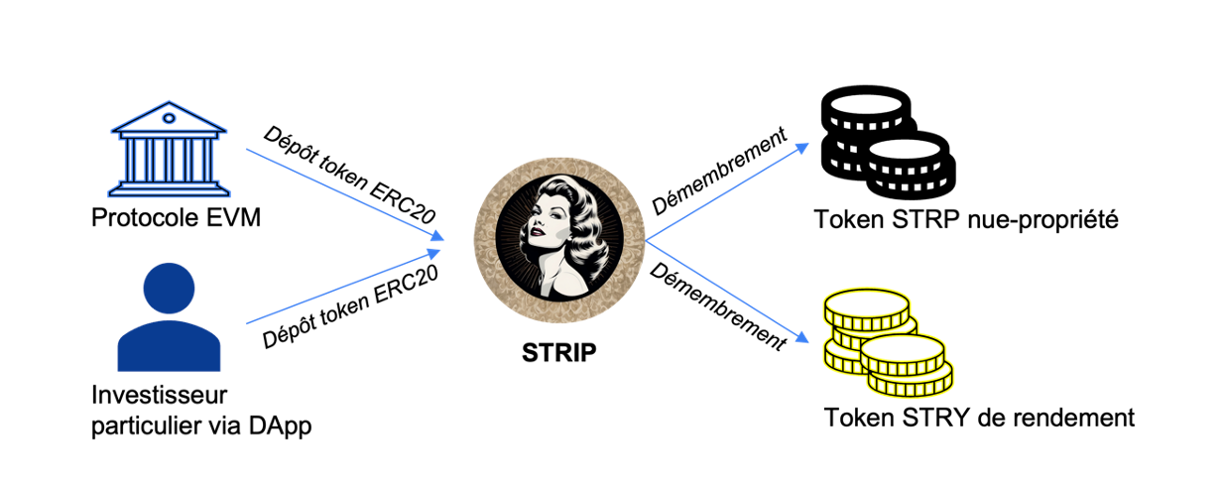 Protocole EVM
Dépôt token ERC20
Investisseur
particulier via DApp
Dépôt token ERC20
STRIP
Démembrement
Token STRP nue-propriété
Démembrement
Token STRY de rendement